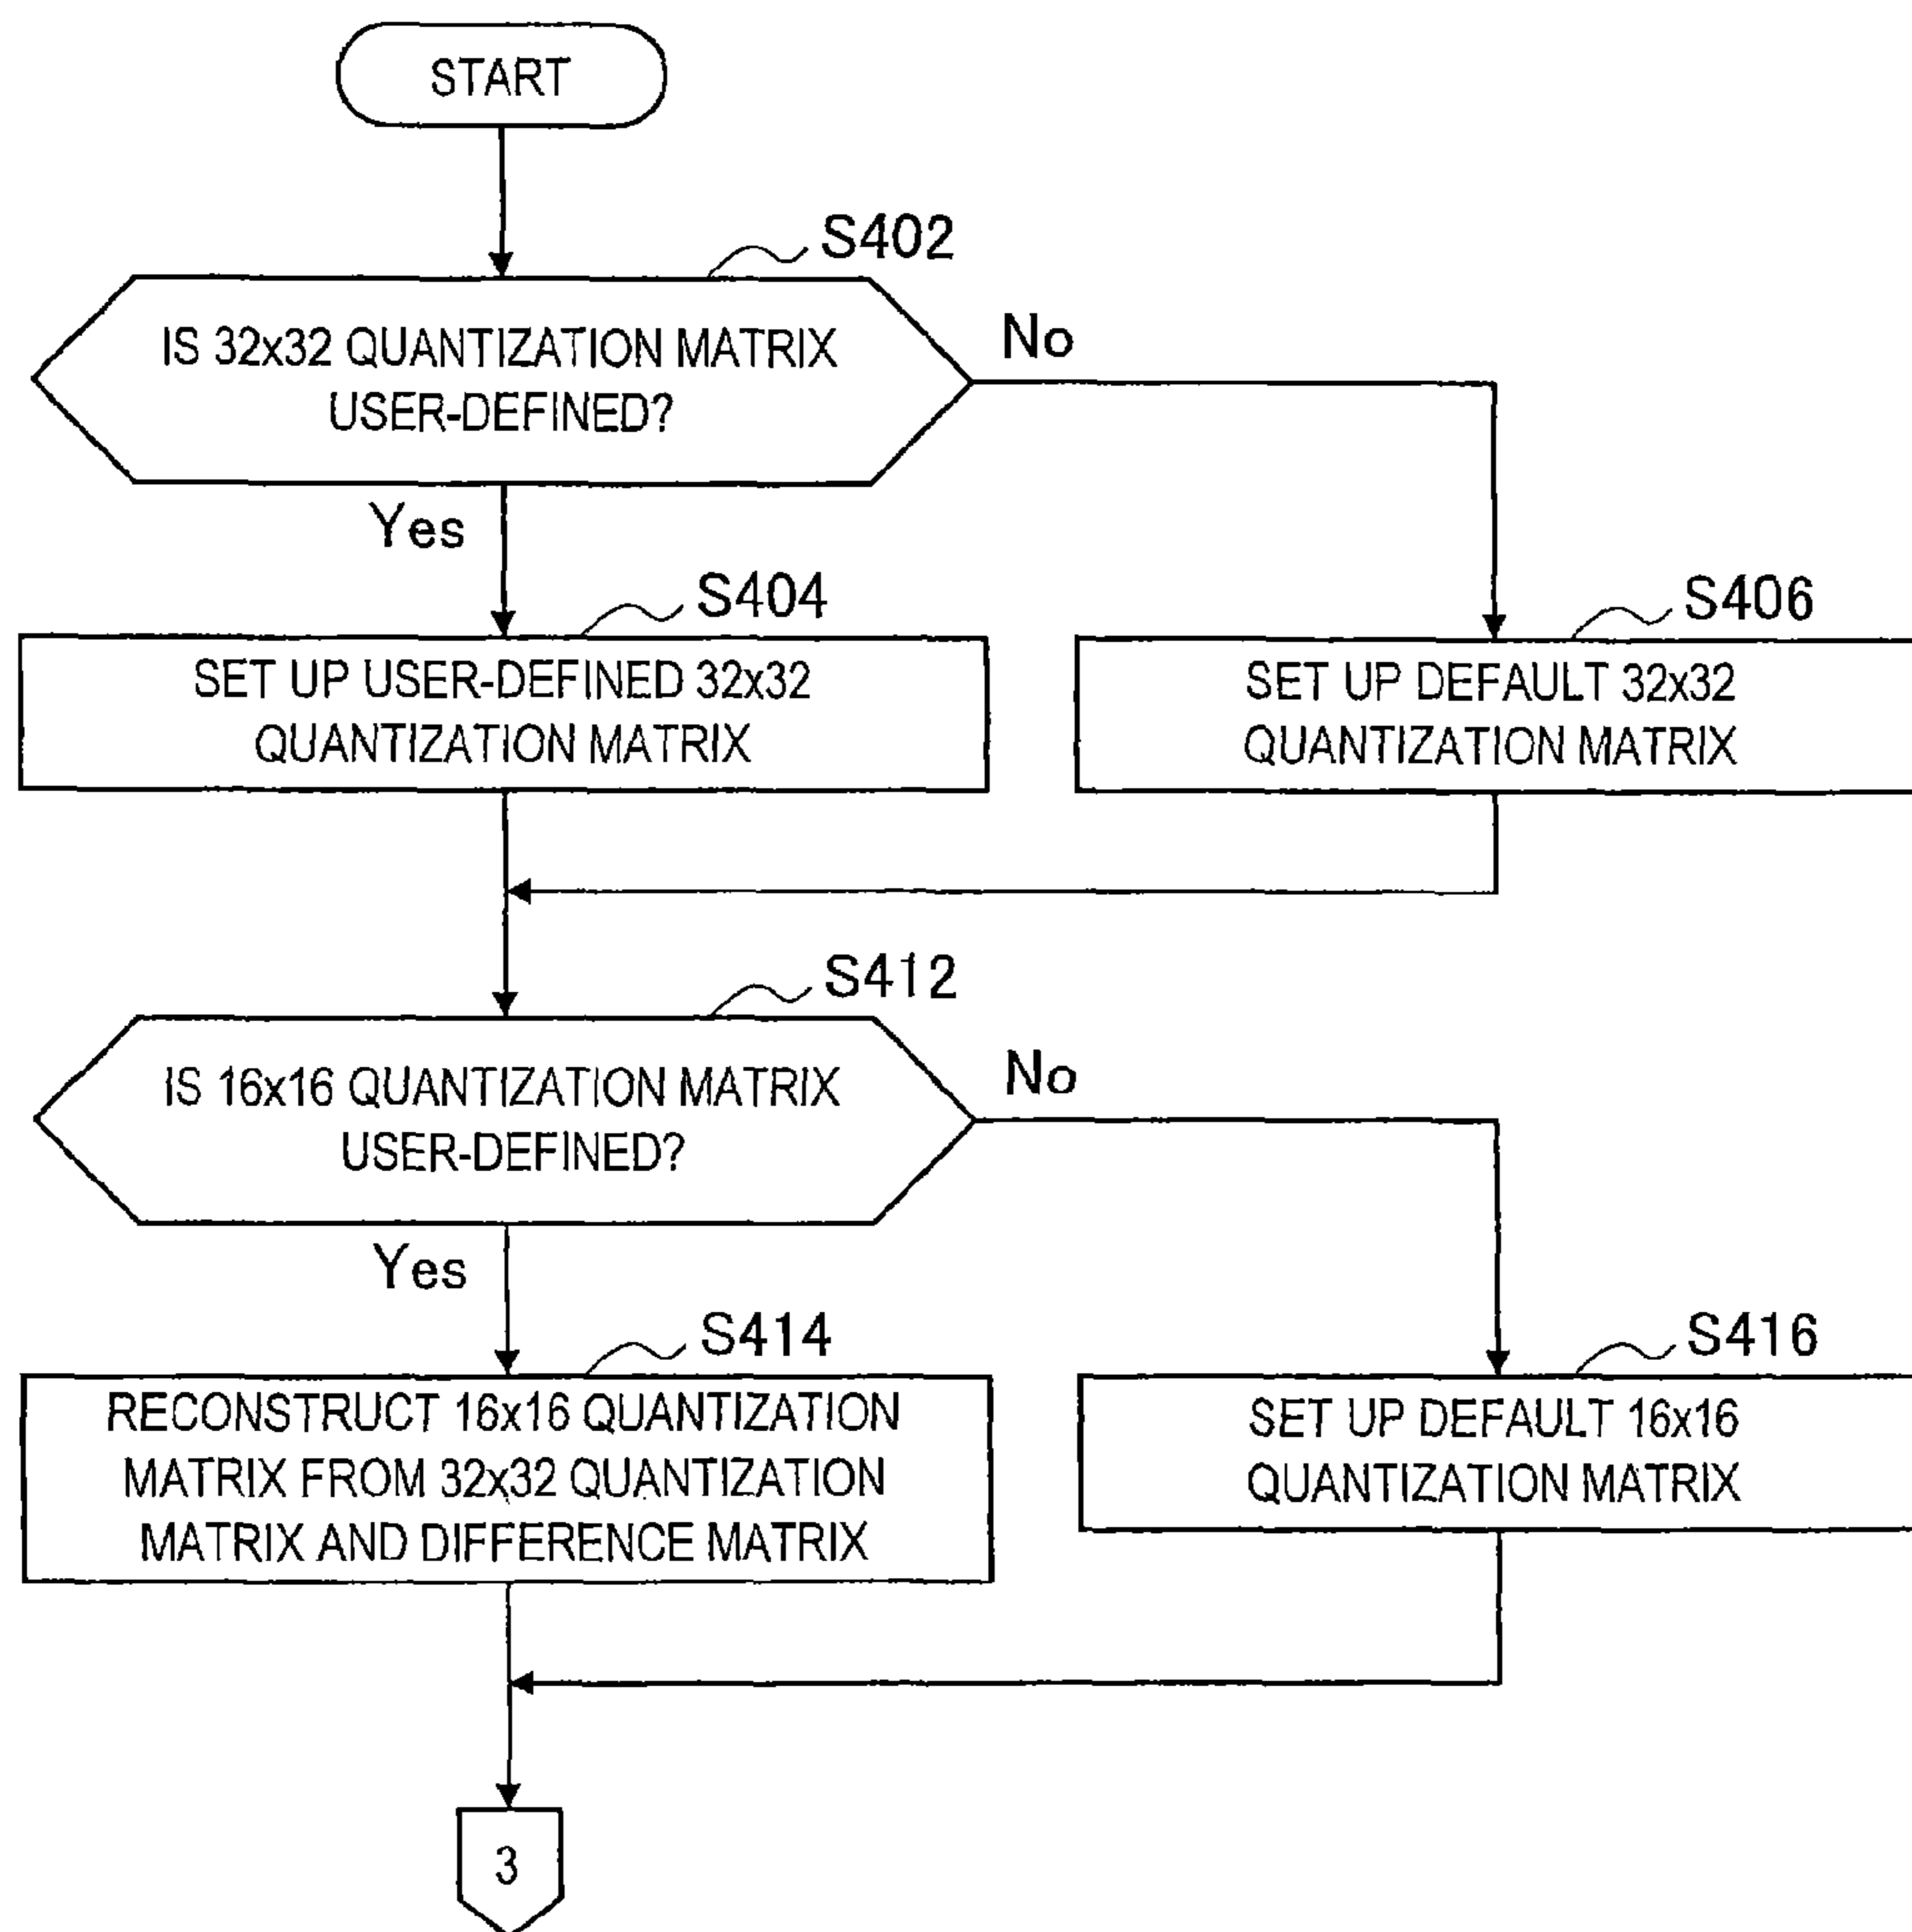 START
S402
IS 32x32 QUANTIZATION MATRIX
USER-DEFINED?
No
Yes
S404
SET UP USER-DEFINED 32x32
QUANTIZATION MATRIX
S406
SET UP DEFAULT 32x32
QUANTIZATION MATRIX
S412
IS 16x16 QUANTIZATION MATRIX
USER-DEFINED?
No
Yes
S414
RECONSTRUCT 16x16 QUANTIZATION
MATRIX FROM 32x32 QUANTIZATION
MATRIX AND DIFFERENCE MATRIX
S416
SET UP DEFAULT 16x16
QUANTIZATION MATRIX
3